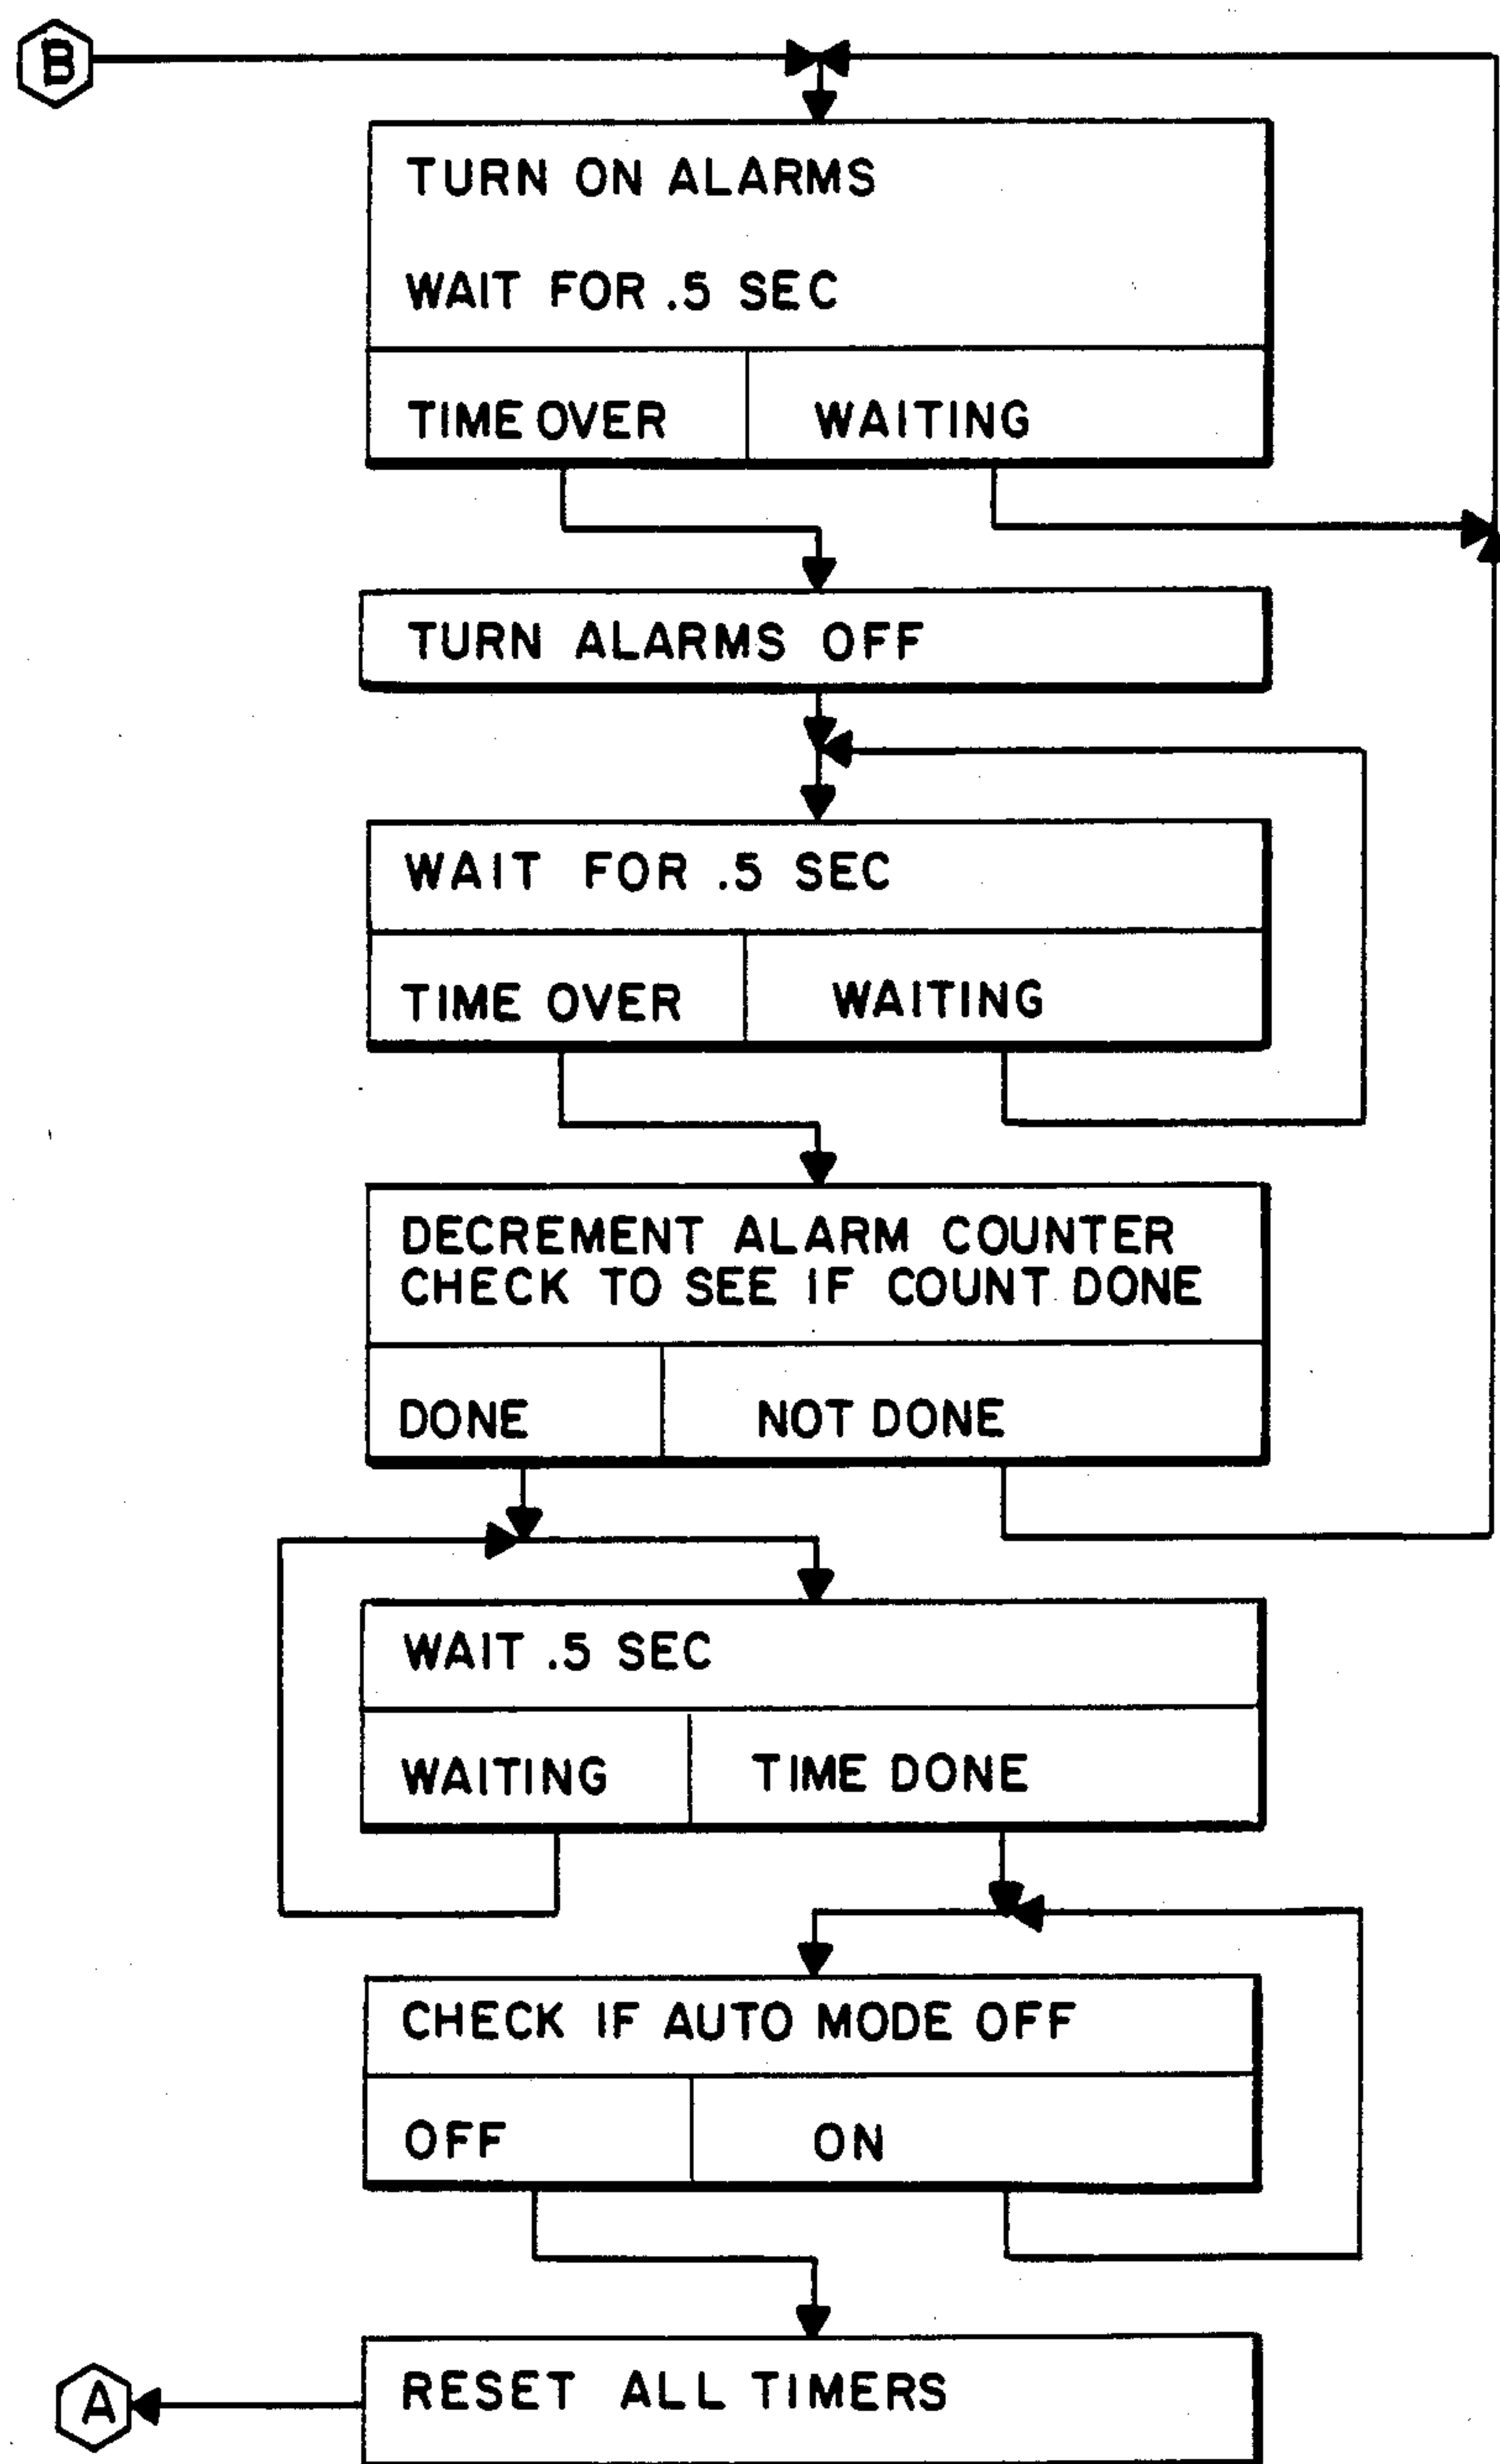 B
TURN ON ALARMS
WAIT FOR .5 SEC
TIME OVER
WAITING
TURN ALARMS OFF
WAIT FOR .5 SEC
TIME OVER
WAITING
DECREMENT ALARM COUNTER
CHECK TO SEE IF COUNT DONE
DONE
NOT DONE
WAIT .5 SEC
WAITING
TIME DONE
CHECK IF AUTO MODE OFF
OFF
ON
RESET ALL TIMERS
A